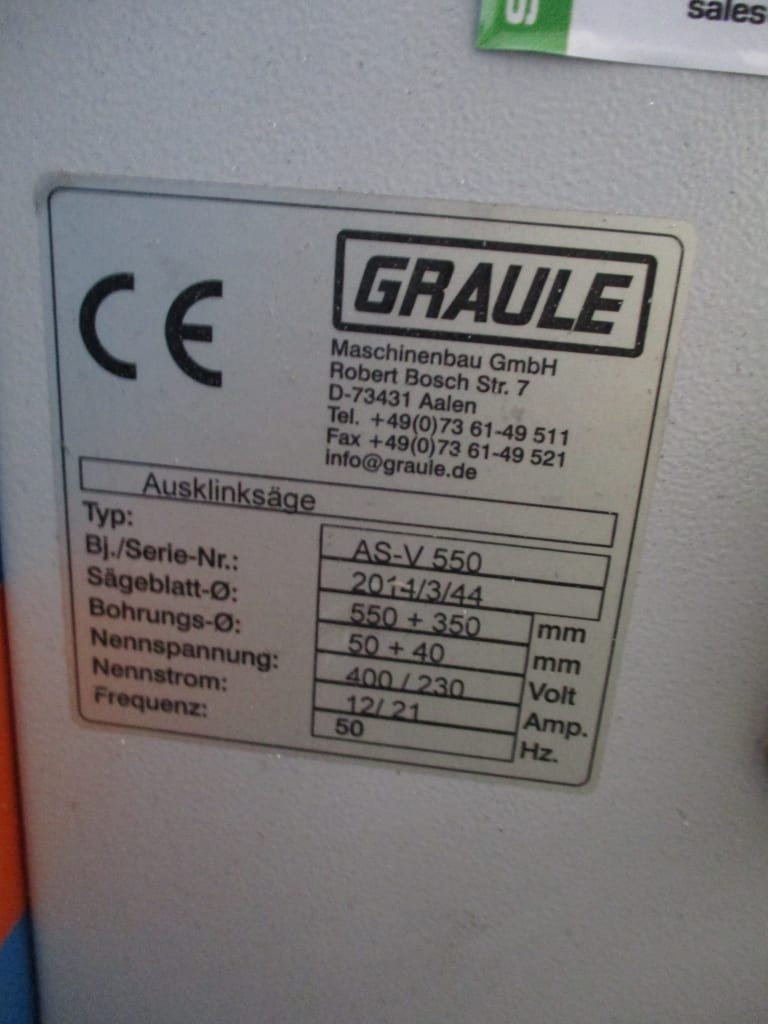 S
sales
CE
GRAULE
Maschinenbau GmbH
Robert Bosch Str. 7
D-73431 Aalen
Tel. +49(0)73 61-49 511
Fax +49(0)73 61-49 521
info@graule.de
Ausklinksäge
Typ: AS-V 550
Bj./Serie-Nr.: 2014/3/44
Sägeblatt-Ø: 550 + 350 mm
Bohrungs-Ø: 50 + 40 mm
Nennspannung: 400 / 230 Volt
Nennstrom: 12/ 21 Amp.
Frequenz: 50 Hz.